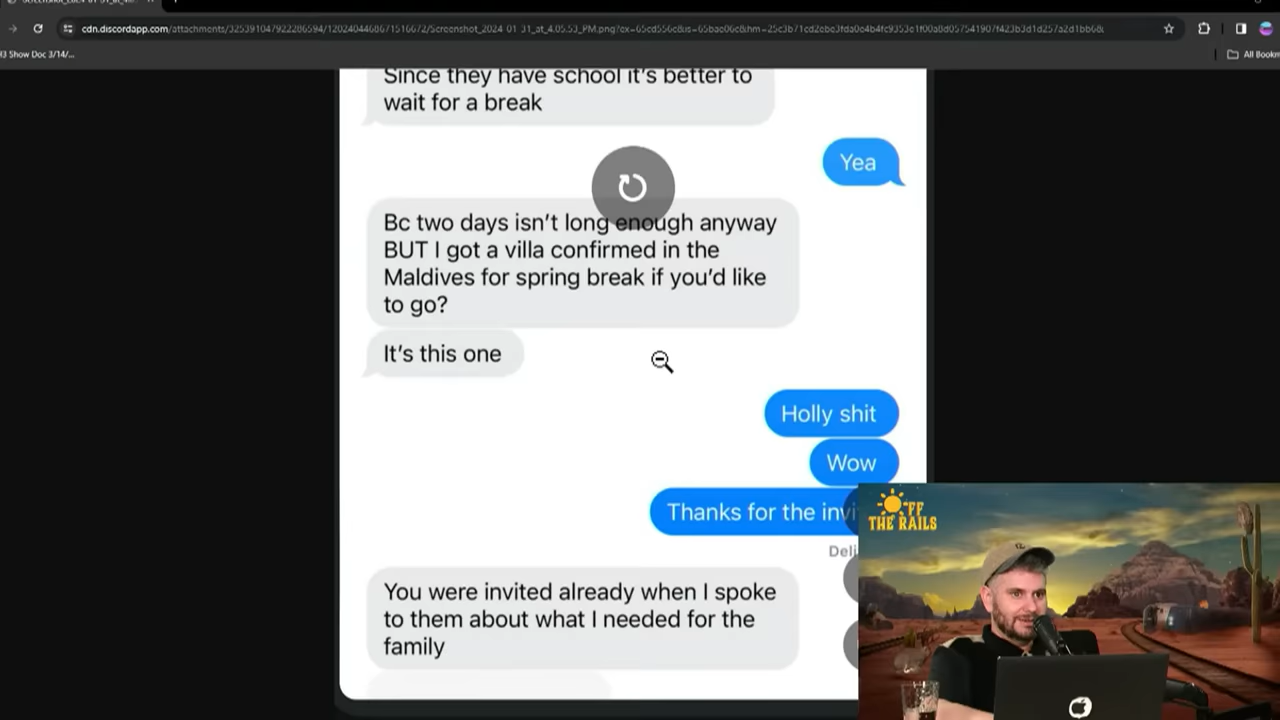 Since they have school it's better to
wait for a break
Yea
Bc two days isn't long enough anyway
BUT I got a villa confirmed in the
Maldives for spring break if you'd like
to go?
It's this one
Holly shit
Wow
Thanks for the invi
Deli
You were invited already when I spoke
to them about what I needed for the
family
FF
THE RAILS
All Bookm
Show Doc 3/14/...